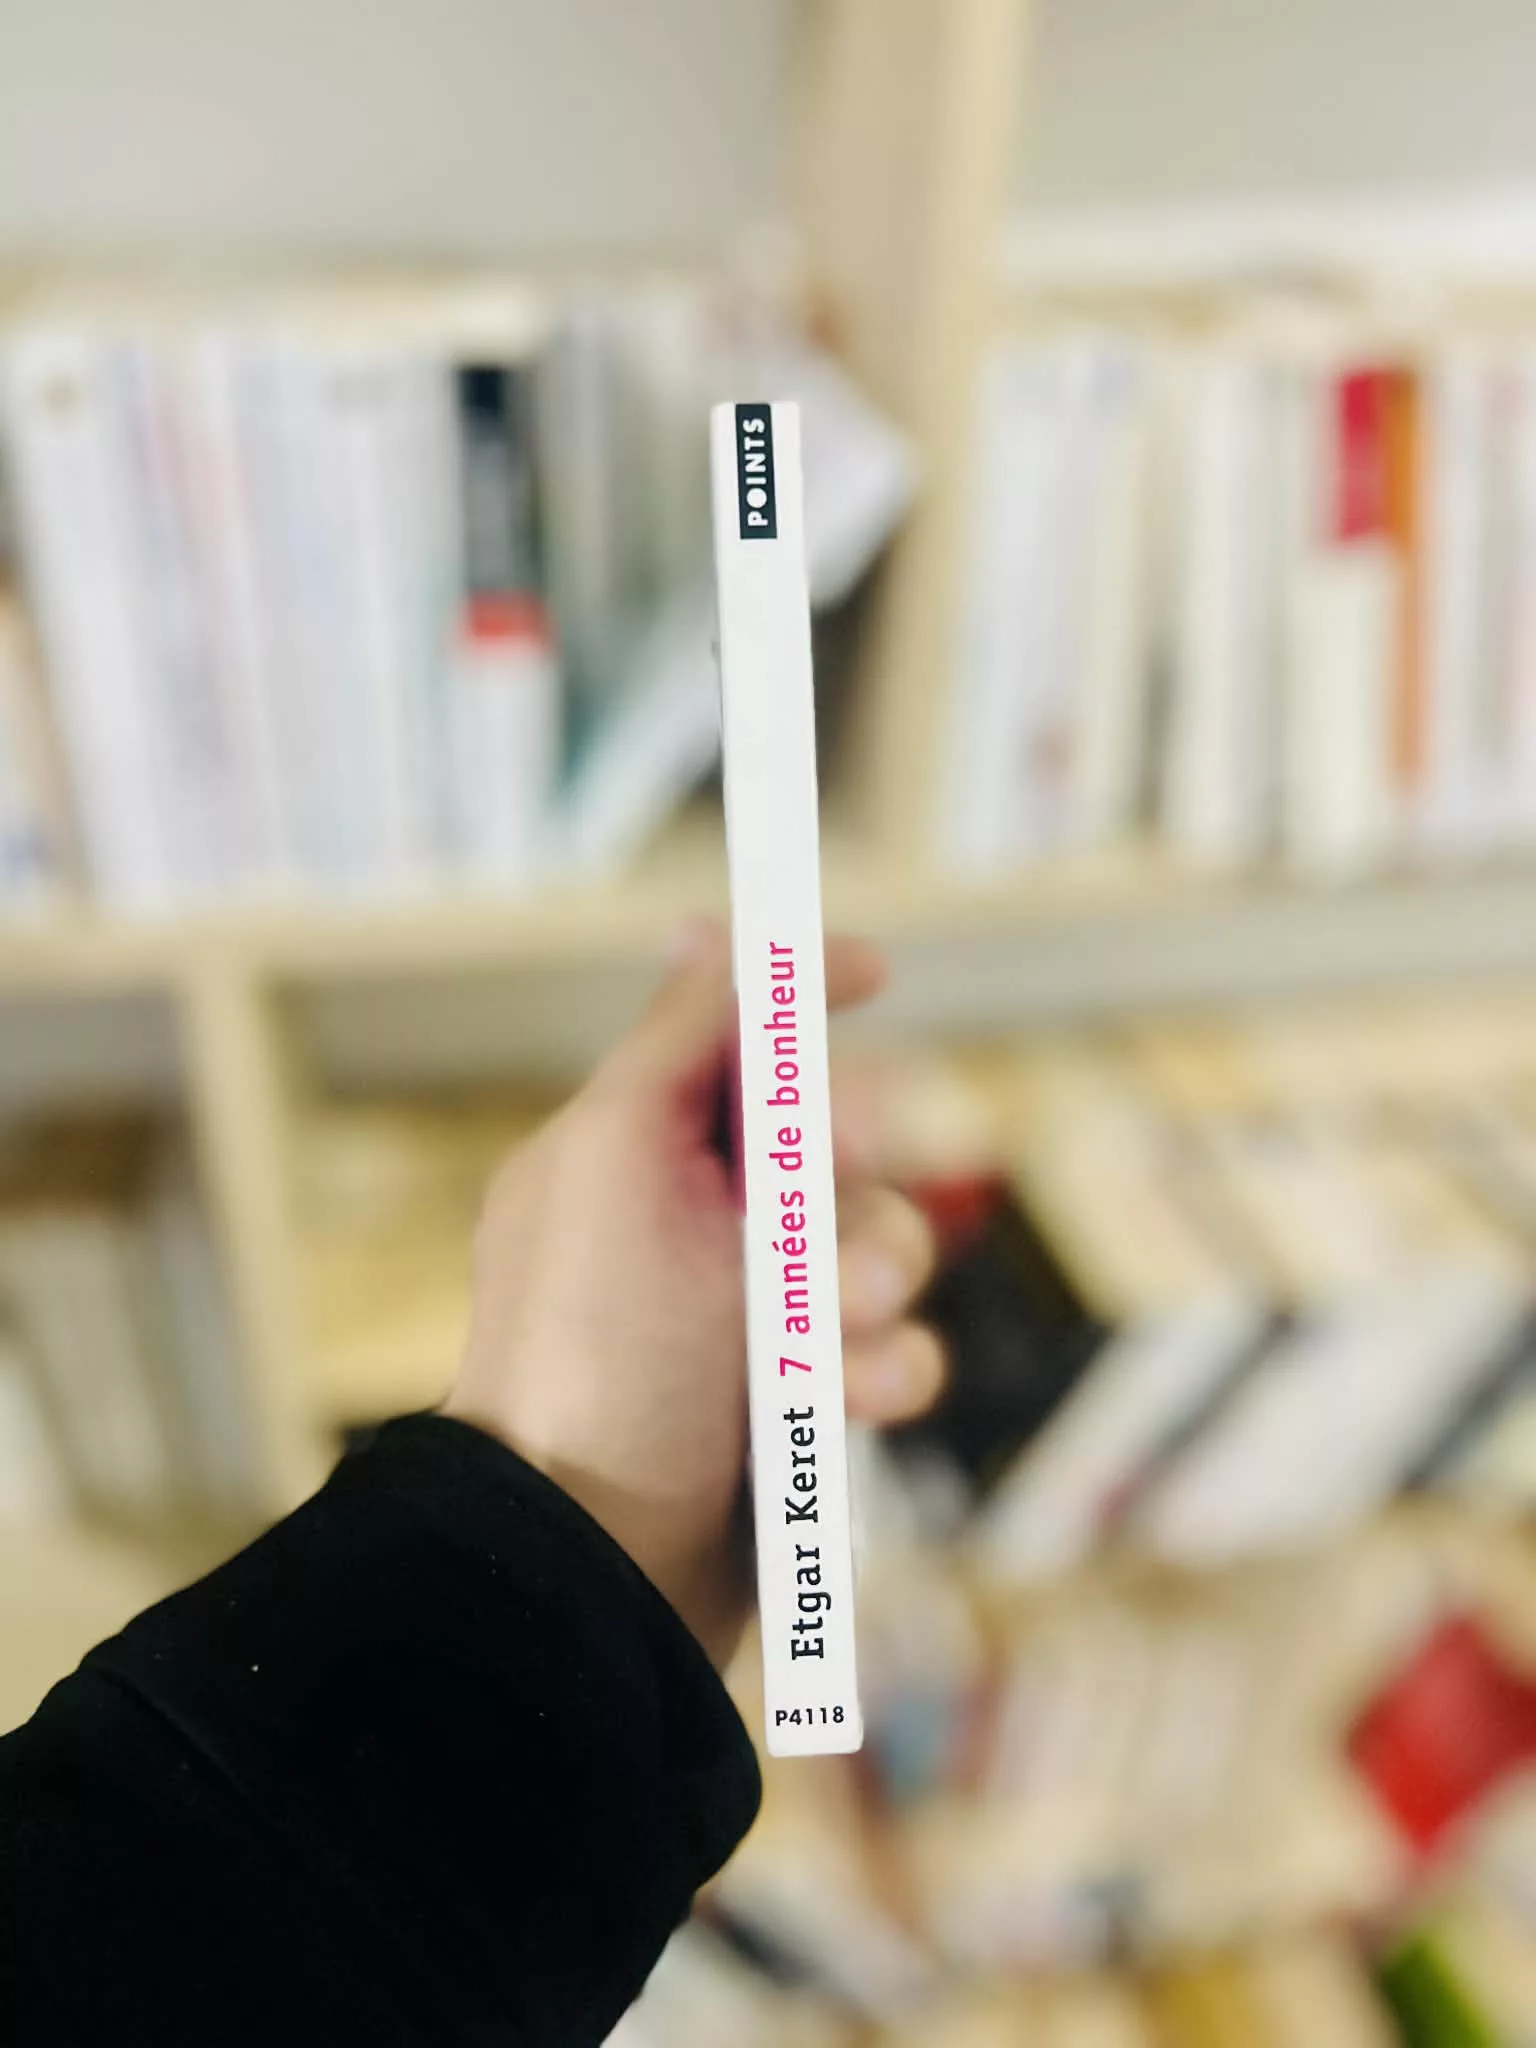 POINTS
Etgar Keret 7 années de bonheur
P4118